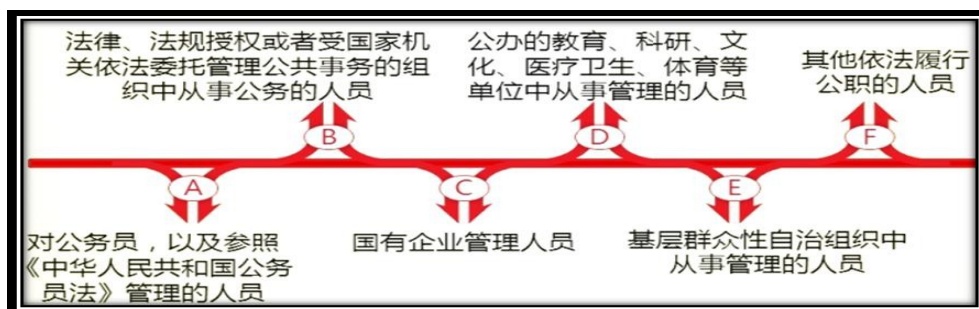 法律、法规授权或者受国家机
关依法委托管理公共事务的组
织中从事公务的人员
公办的教育、科研、文
化、医疗卫生、体育等
单位中从事管理的人员
其他依法履行
公职的人员
B
D
F
A
C
E
对公务员，以及参照
《中华人民共和国公务
员法》管理的人员
国有企业管理人员
基层群众性自治组织中
从事管理的人员